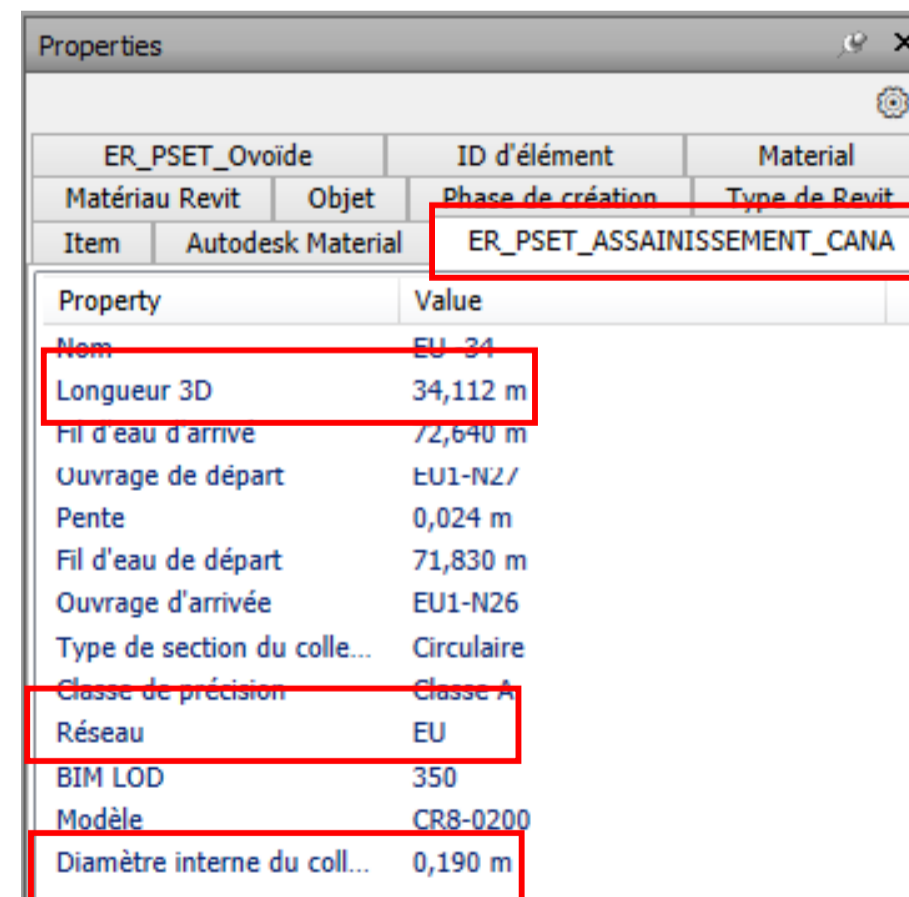 Properties
ER_PSET_Ovoïde ID d'élément Material
Matériau Revit Objet Phase de création Type de Revit
Item Autodesk Material ER_PSET_ASSAINISSEMENT_CANA
Property Value
Nom EU -34
Longueur 3D 34,112 m
Fil d'eau d'arrivé 72,640 m
Ouvrage de départ EU1-N27
Pente 0,024 m
Fil d'eau de départ 71,830 m
Ouvrage d'arrivée EU1-N26
Type de section du colle... Circulaire
Classe de précision Classe A
Réseau EU
BIM LOD 350
Modèle CR8-0200
Diamètre interne du coll... 0,190 m